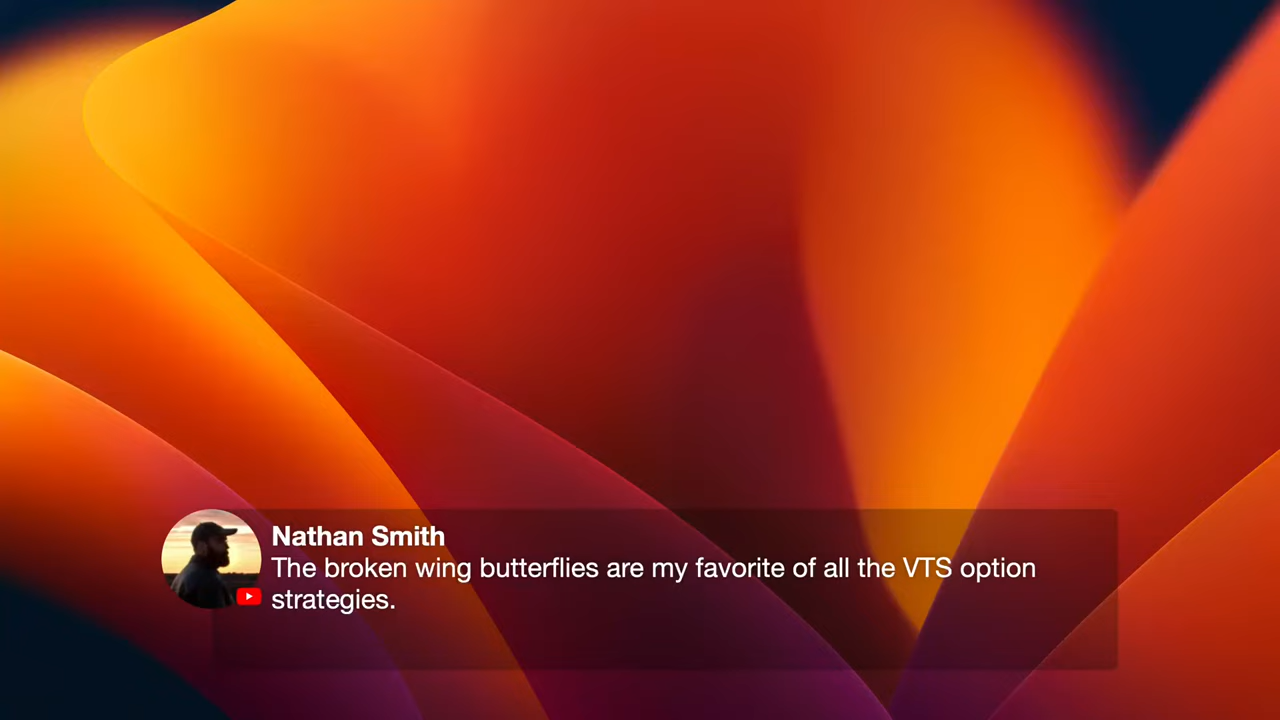 Nathan Smith
The broken wing butterflies are my favorite of all the VTS option
strategies.